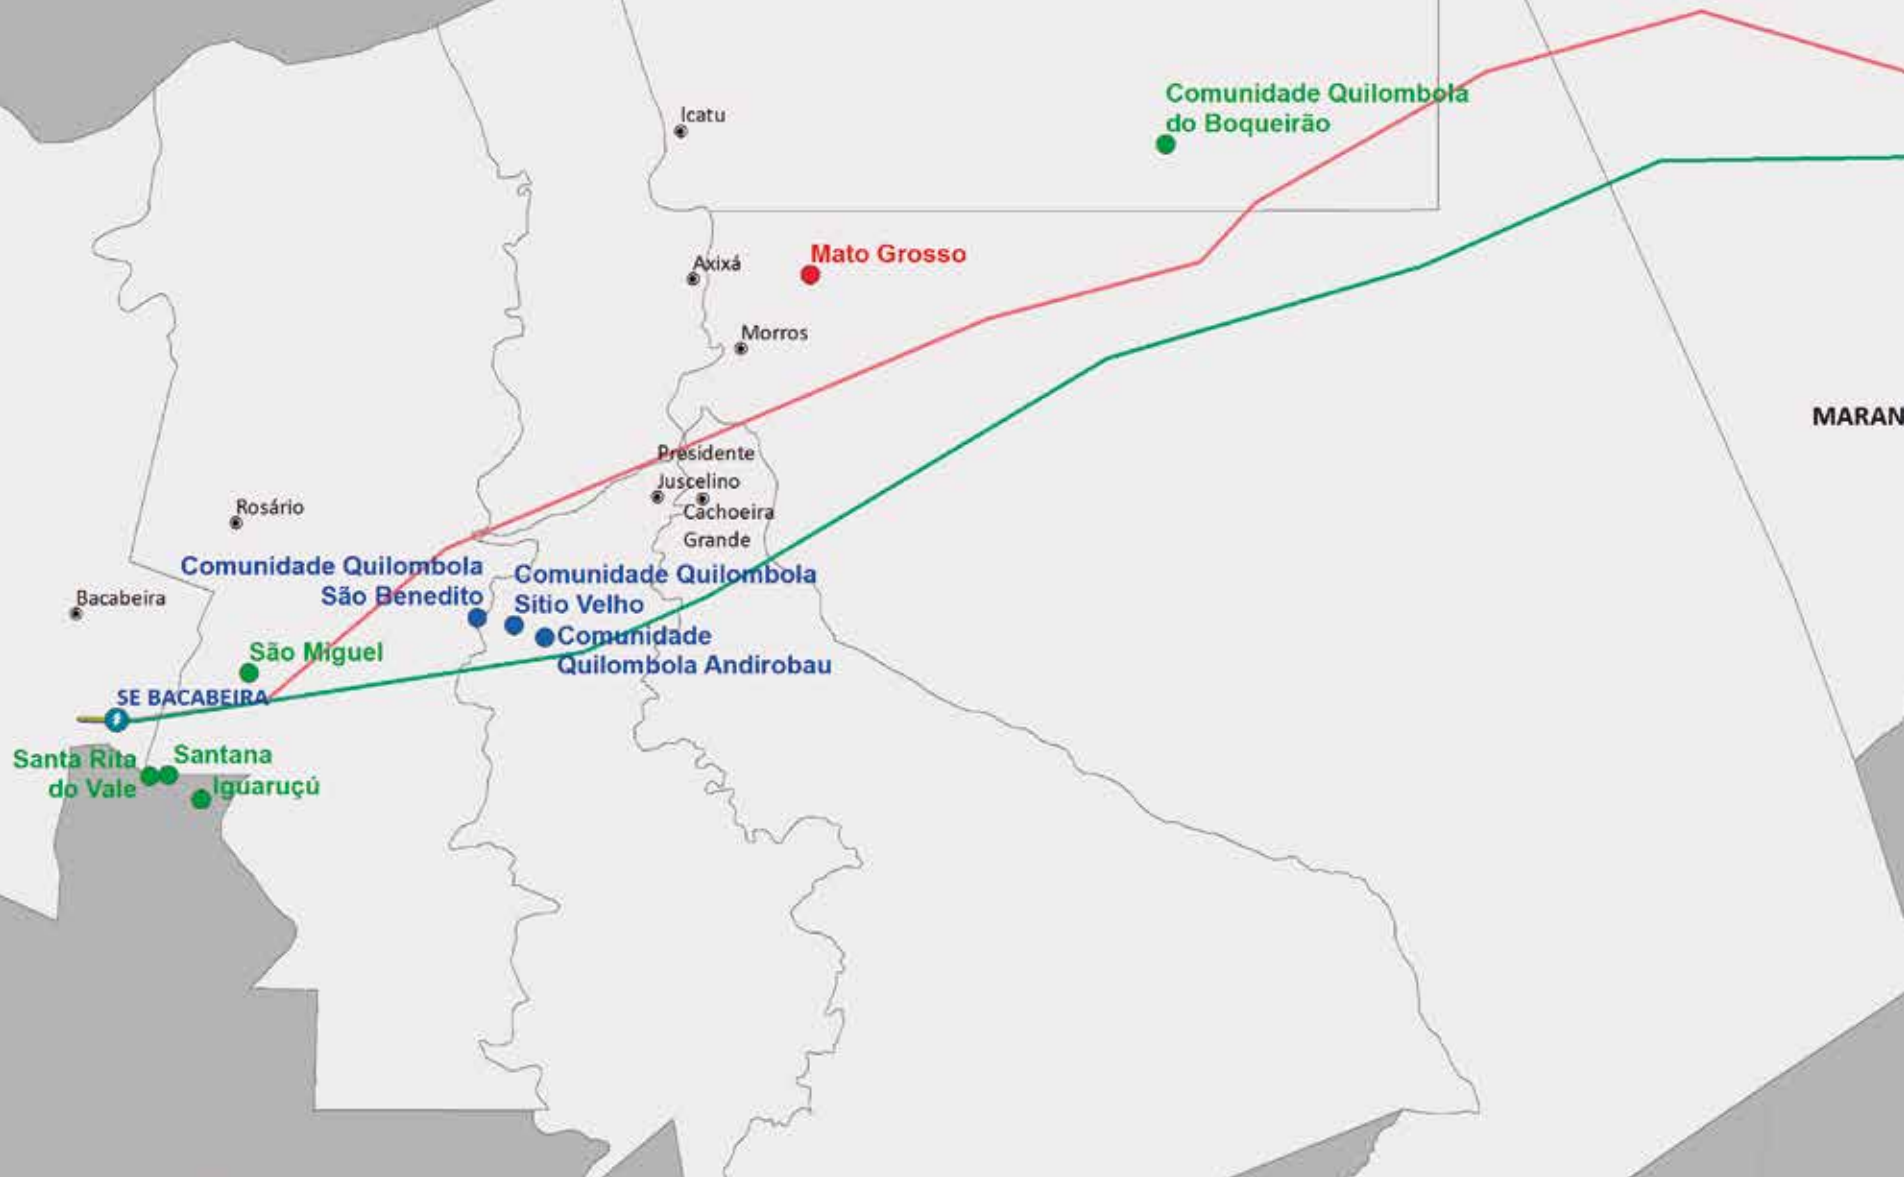 Comunidade Quilombola
do Boqueirão
Icatu
Mato Grosso
Axixá
Morros
MARAN
Presidente
Juscelino
Cachoeira
Grande
Rosário
Comunidade Quilombola
São Benedito
Comunidade Quilombola
Sítio Velho
Bacabeira
Comunidade
Quilombola Andirobau
São Miguel
SE BACABEIRA
Santa Rita
do Vale
Santana
Iguaruçú